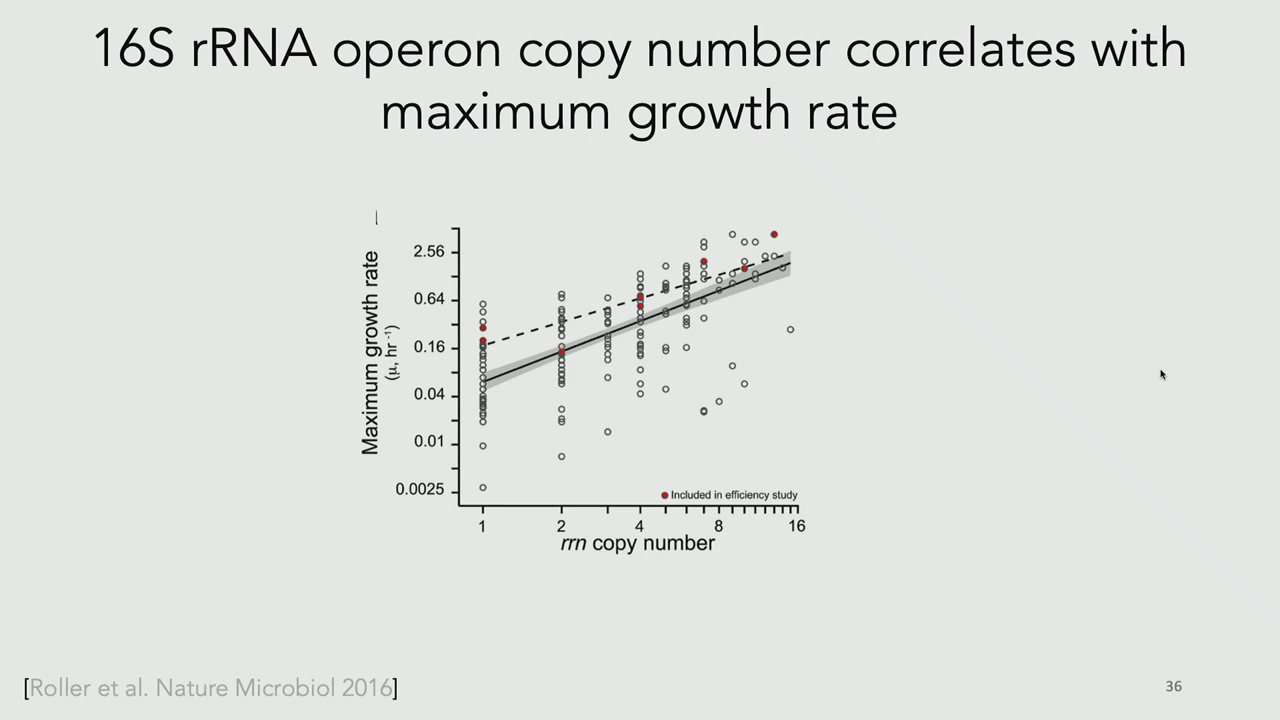 16S rRNA operon copy number correlates with
maximum growth rate
Maximum growth rate
(μ, hr⁻¹)
2.56
0.64
0.16
0.04
0.01
0.0025
Included in efficiency study
1 2 4 8 16
rrn copy number
[Roller et al. Nature Microbiol 2016]
36